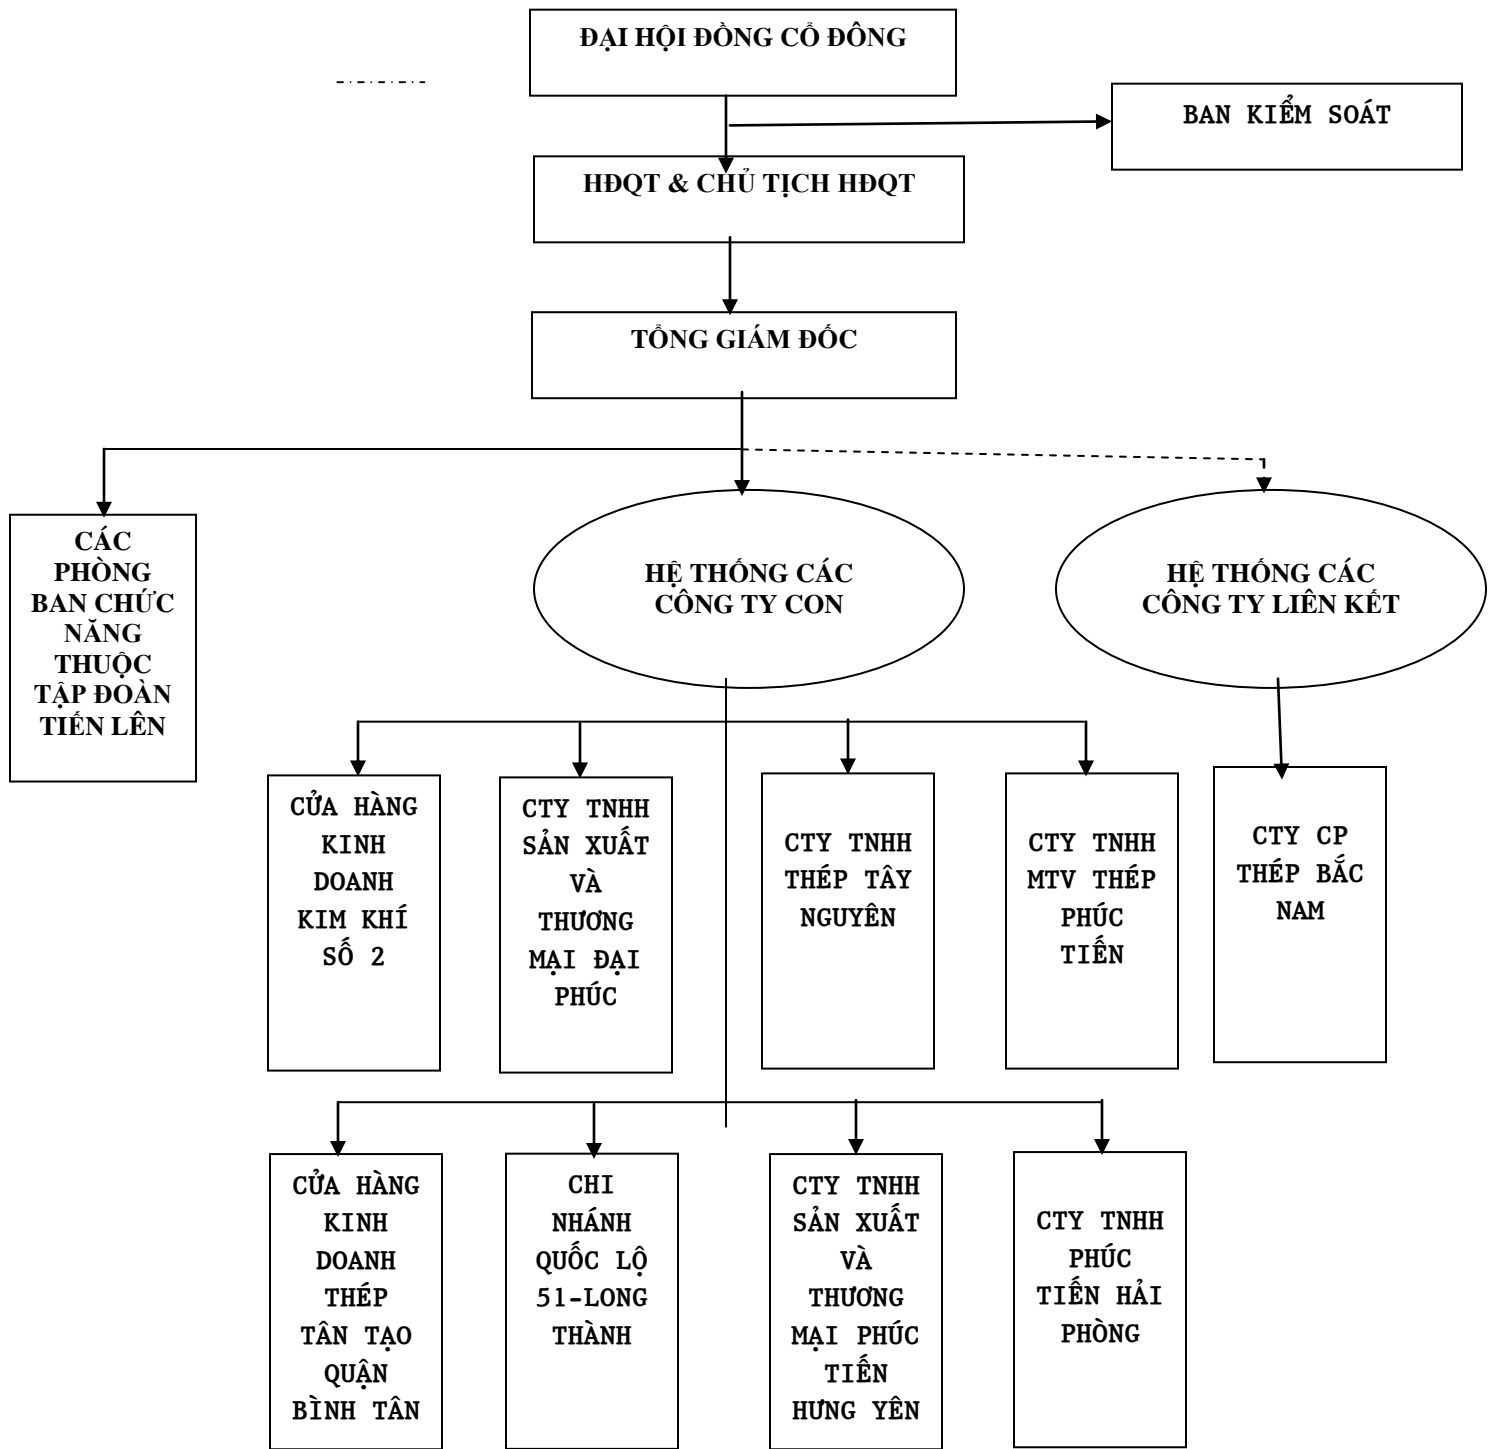 ĐẠI HỘI ĐỒNG CỔ ĐÔNG
BAN KIỂM SOÁT
HĐQT & CHỦ TỊCH HĐQT
TỔNG GIÁM ĐỐC
CÁC
PHÒNG
BAN CHỨC
NĂNG
THUỘC
TẬP ĐOÀN
TIẾN LÊN
HỆ THỐNG CÁC
CÔNG TY CON
HỆ THỐNG CÁC
CÔNG TY LIÊN KẾT
CỬA HÀNG
KINH
DOANH
KIM KHÍ
SỐ 2
CTY TNHH
SẢN XUẤT
VÀ
THƯƠNG
MẠI ĐẠI
PHÚC
CTY TNHH
THÉP TÂY
NGUYÊN
CTY TNHH
MTV THÉP
PHÚC
TIẾN
CTY CP
THÉP BẮC
NAM
CỬA HÀNG
KINH
DOANH
THÉP
TÂN TẠO
QUẬN
BÌNH TÂN
CHI
NHÁNH
QUỐC LỘ
51-LONG
THÀNH
CTY TNHH
SẢN XUẤT
VÀ
THƯƠNG
MẠI PHÚC
TIẾN
HƯNG YÊN
CTY TNHH
PHÚC
TIẾN HẢI
PHÒNG